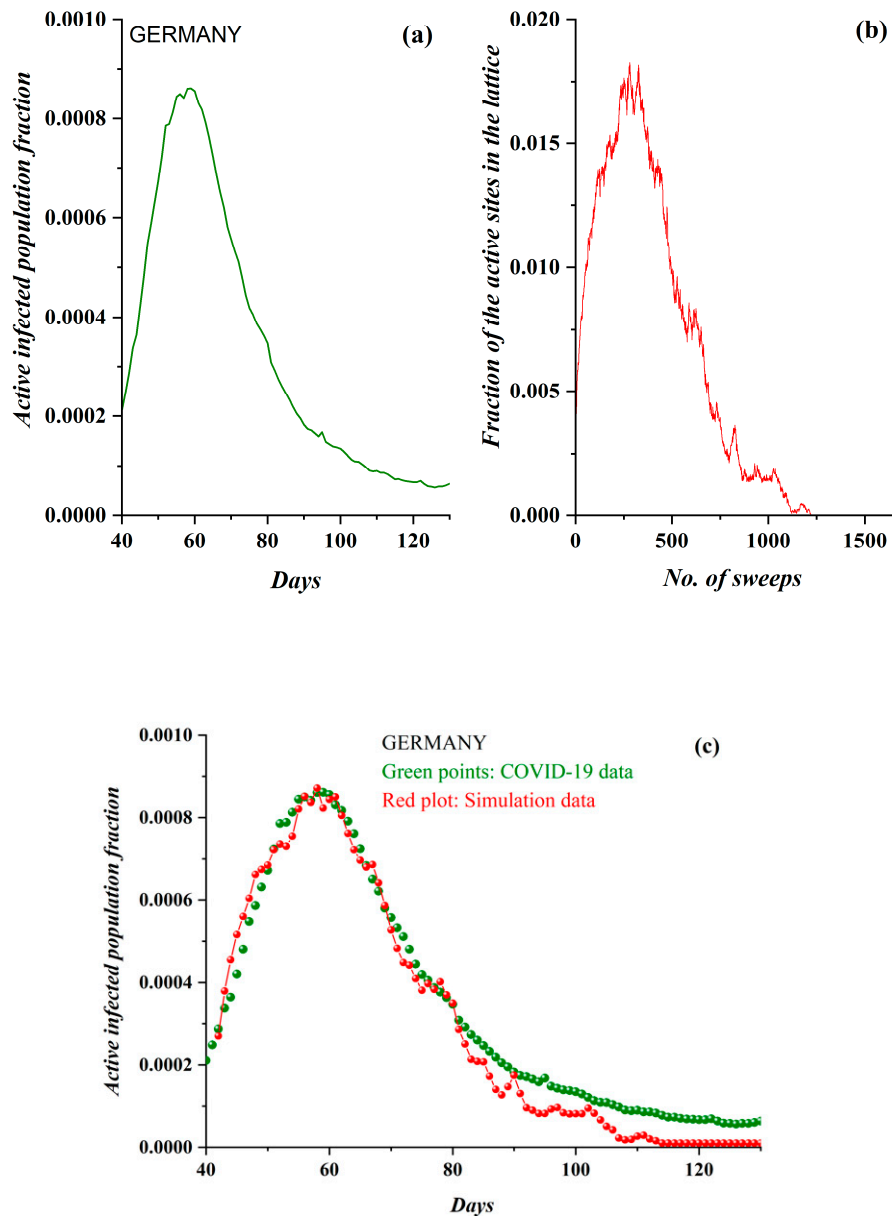 GERMANY
(a)
Active infected population fraction
0.0010
0.0008
0.0006
0.0004
0.0002
0.0000
40 60 80 100 120
Days
(b)
Fraction of the active sites in the lattice
0.020
0.015
0.010
0.005
0.000
0 500 1000 1500
No. of sweeps
GERMANY
(c)
Green points: COVID-19 data
Red plot: Simulation data
Active infected population fraction
0.0010
0.0008
0.0006
0.0004
0.0002
0.0000
40 60 80 100 120
Days